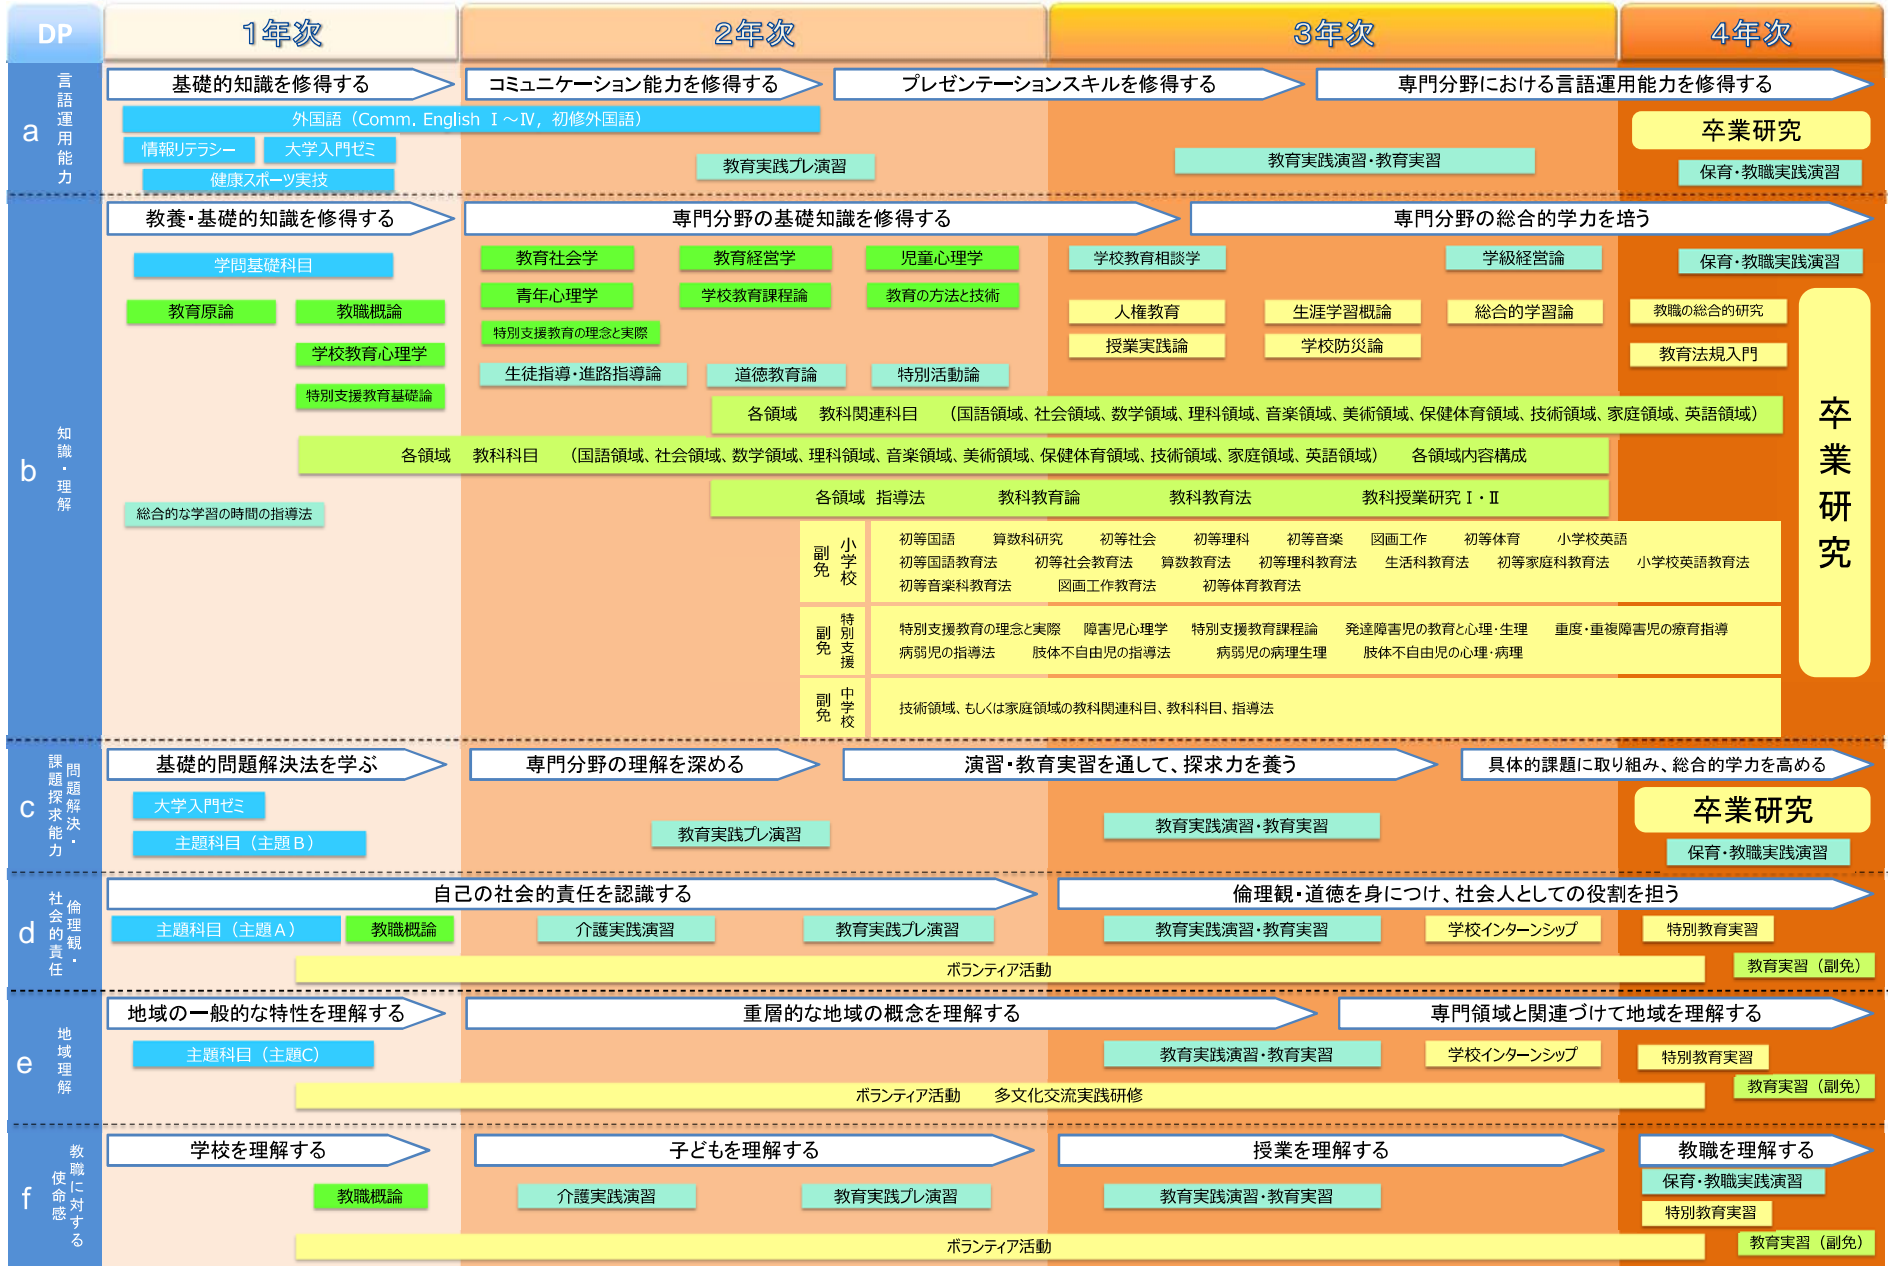 DP
1年次
2年次
3年次
4年次
a
言語運用能力
基礎的知識を修得する
コミュニケーション能力を修得する
プレゼンテーションスキルを修得する
専門分野における言語運用能力を修得する
外国語（Comm. English Ⅰ～Ⅳ，初修外国語）
情報リテラシー
大学入門ゼミ
健康スポーツ実技
教育実践プレ演習
教育実践演習・教育実習
卒業研究
保育・教職実践演習
b
知識・理解
教養・基礎的知識を修得する
専門分野の基礎知識を修得する
専門分野の総合的学力を培う
学問基礎科目
教育社会学
教育経営学
児童心理学
学校教育相談学
学級経営論
保育・教職実践演習
教育原論
教職概論
青年心理学
学校教育課程論
教育の方法と技術
人権教育
生涯学習概論
総合的学習論
教職の総合的研究
学校教育心理学
特別支援教育の理念と実際
授業実践論
学校防災論
教育法規入門
特別支援教育基礎論
生徒指導・進路指導論
道徳教育論
特別活動論
各領域　教科関連科目　（国語領域、社会領域、数学領域、理科領域、音楽領域、美術領域、保健体育領域、技術領域、家庭領域、英語領域）
各領域　教科科目　（国語領域、社会領域、数学領域、理科領域、音楽領域、美術領域、保健体育領域、技術領域、家庭領域、英語領域）　各領域内容構成
各領域 指導法　教科教育論　教科教育法　教科授業研究Ⅰ・Ⅱ
総合的な学習の時間の指導法
卒業研究
小学校
副免
初等国語　算数科研究　初等社会　初等理科　初等音楽　図画工作　初等体育　小学校英語
初等国語教育法　初等社会教育法　算数教育法　初等理科教育法　生活科教育法　初等家庭科教育法　小学校英語教育法
初等音楽科教育法　図画工作教育法　初等体育教育法
特別支援
副免
特別支援教育の理念と実際　障害児心理学　特別支援教育課程論　発達障害児の教育と心理・生理　重度・重複障害児の療育指導
病弱児の指導法　肢体不自由児の指導法　病弱児の病理生理　肢体不自由児の心理・病理
中学校
副免
技術領域、もしくは家庭領域の教科関連科目、教科科目、指導法
c
問題解決・
課題探求能力
基礎的問題解決法を学ぶ
専門分野の理解を深める
演習・教育実習を通して、探求力を養う
具体的課題に取り組み、総合的学力を高める
大学入門ゼミ
主題科目（主題Ｂ）
教育実践プレ演習
教育実践演習・教育実習
卒業研究
保育・教職実践演習
d
倫理観・
社会的責任
自己の社会的責任を認識する
倫理観・道徳を身につけ、社会人としての役割を担う
主題科目（主題Ａ）
教職概論
介護実践演習
教育実践プレ演習
教育実践演習・教育実習
学校インターンシップ
特別教育実習
ボランティア活動
教育実習（副免）
e
地域理解
地域の一般的な特性を理解する
重層的な地域の概念を理解する
専門領域と関連づけて地域を理解する
主題科目（主題C）
教育実践演習・教育実習
学校インターンシップ
特別教育実習
ボランティア活動　多文化交流実践研修
教育実習（副免）
f
教職に対する
使命感
学校を理解する
子どもを理解する
授業を理解する
教職を理解する
教職概論
介護実践演習
教育実践プレ演習
教育実践演習・教育実習
保育・教職実践演習
特別教育実習
ボランティア活動
教育実習（副免）